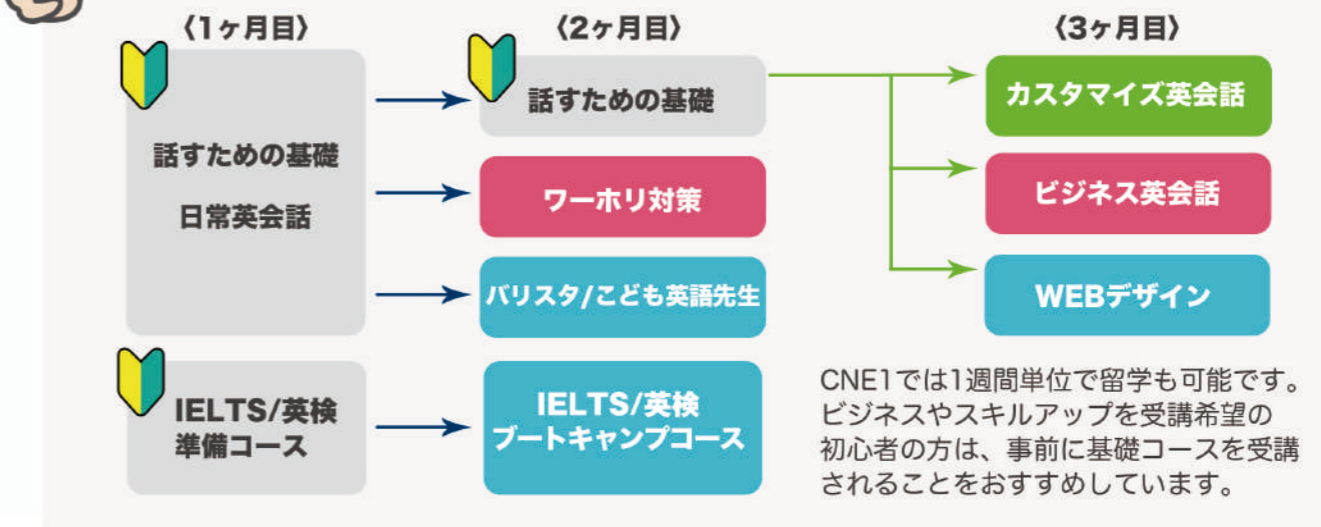 〈1ヶ月目〉
〈2ヶ月目〉
〈3ヶ月目〉
話すための基礎
日常英会話
話すための基礎
ワーホリ対策
バリスタ/こども英語先生
カスタマイズ英会話
ビジネス英会話
WEBデザイン
IELTS/英検
準備コース
IELTS/英検
ブートキャンプコース
CNE1では1週間単位で留学も可能です。
ビジネスやスキルアップを受講希望の
初心者の方は、事前に基礎コースを受講
されることをおすすめしています。